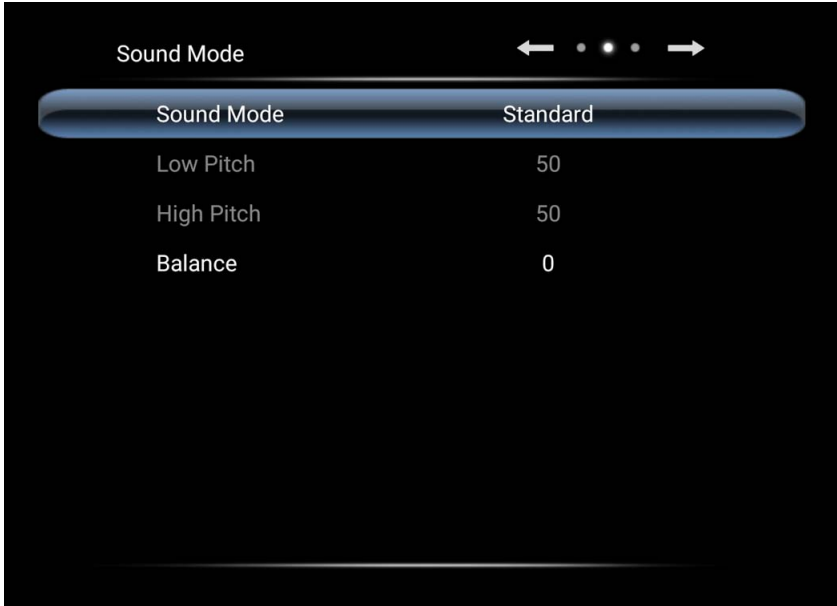 Sound Mode
Sound Mode Standard
Low Pitch 50
High Pitch 50
Balance 0